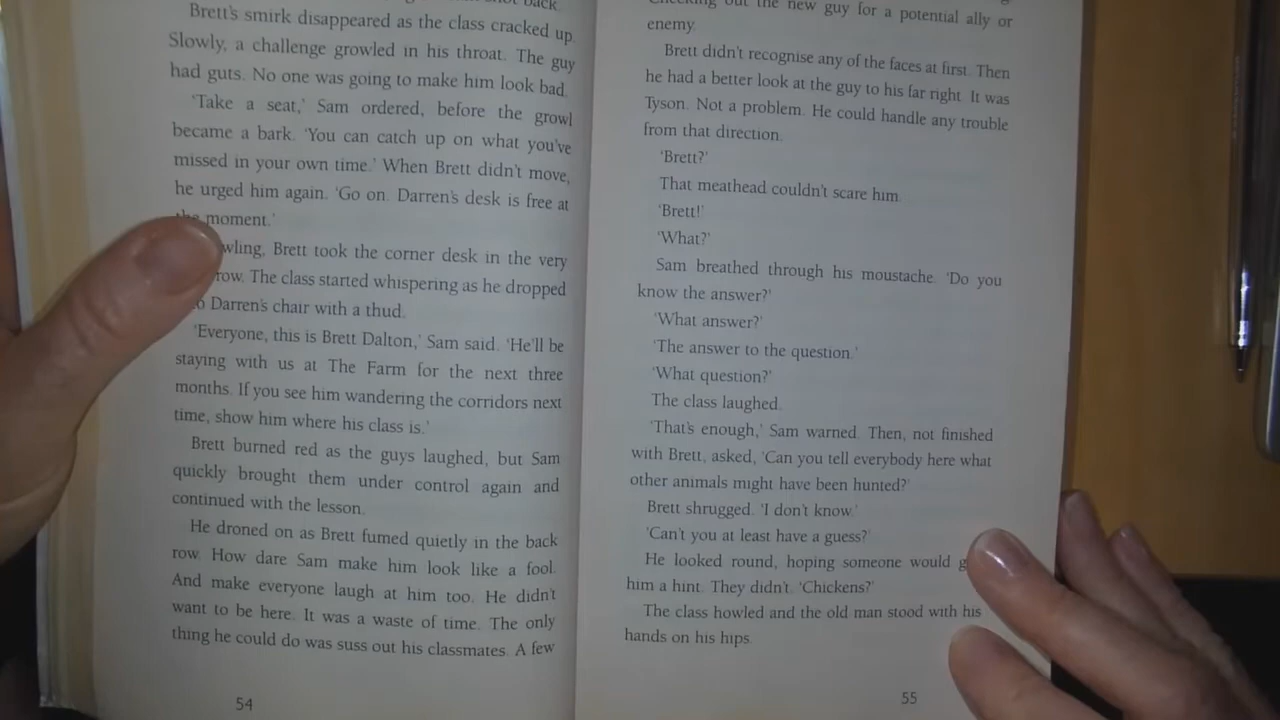 back.
Brett's smirk disappeared as the class cracked up.
Slowly, a challenge growled in his throat. The guy
had guts. No one was going to make him look bad.
'Take a seat,' Sam ordered, before the growl
became a bark. 'You can catch up on what you've
missed in your own time.' When Brett didn't move,
he urged him again. 'Go on. Darren's desk is free at
the moment.'
wling, Brett took the corner desk in the very
row. The class started whispering as he dropped
o Darren's chair with a thud.
'Everyone, this is Brett Dalton,' Sam said. 'He'll be
staying with us at The Farm for the next three
months. If you see him wandering the corridors next
time, show him where his class is.'
Brett burned red as the guys laughed, but Sam
quickly brought them under control again and
continued with the lesson.
He droned on as Brett fumed quietly in the back
row. How dare Sam make him look like a fool.
And make everyone laugh at him too. He didn't
want to be here. It was a waste of time. The only
thing he could do was suss out his classmates. A few
54
Checking out the new guy for a potential ally or
enemy.
Brett didn't recognise any of the faces at first. Then
he had a better look at the guy to his far right. It was
Tyson. Not a problem. He could handle any trouble
from that direction.
'Brett?'
That meathead couldn't scare him.
'Brett!'
'What?'
Sam breathed through his moustache. 'Do you
know the answer?'
'What answer?'
'The answer to the question.'
'What question?'
The class laughed.
'That's enough,' Sam warned. Then, not finished
with Brett, asked, 'Can you tell everybody here what
other animals might have been hunted?'
Brett shrugged. 'I don't know.'
'Can't you at least have a guess?'
He looked round, hoping someone would g
him a hint. They didn't. 'Chickens?'
The class howled and the old man stood with his
hands on his hips.
55